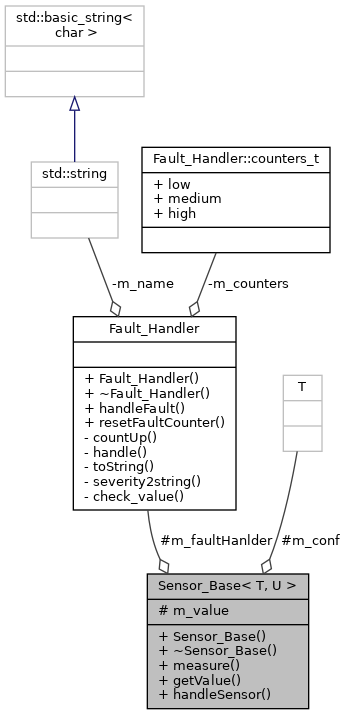 std::basic_string<
char >
std::string
Fault_Handler::counters_t
+ low
+ medium
+ high
-m_name
-m_counters
Fault_Handler
+ Fault_Handler()
+ ~Fault_Handler()
+ handleFault()
+ resetFaultCounter()
- countUp()
- handle()
- toString()
- severity2string()
- check_value()
T
#m_faultHanlder
#m_conf
Sensor_Base< T, U >
# m_value
+ Sensor_Base()
+ ~Sensor_Base()
+ measure()
+ getValue()
+ handleSensor()